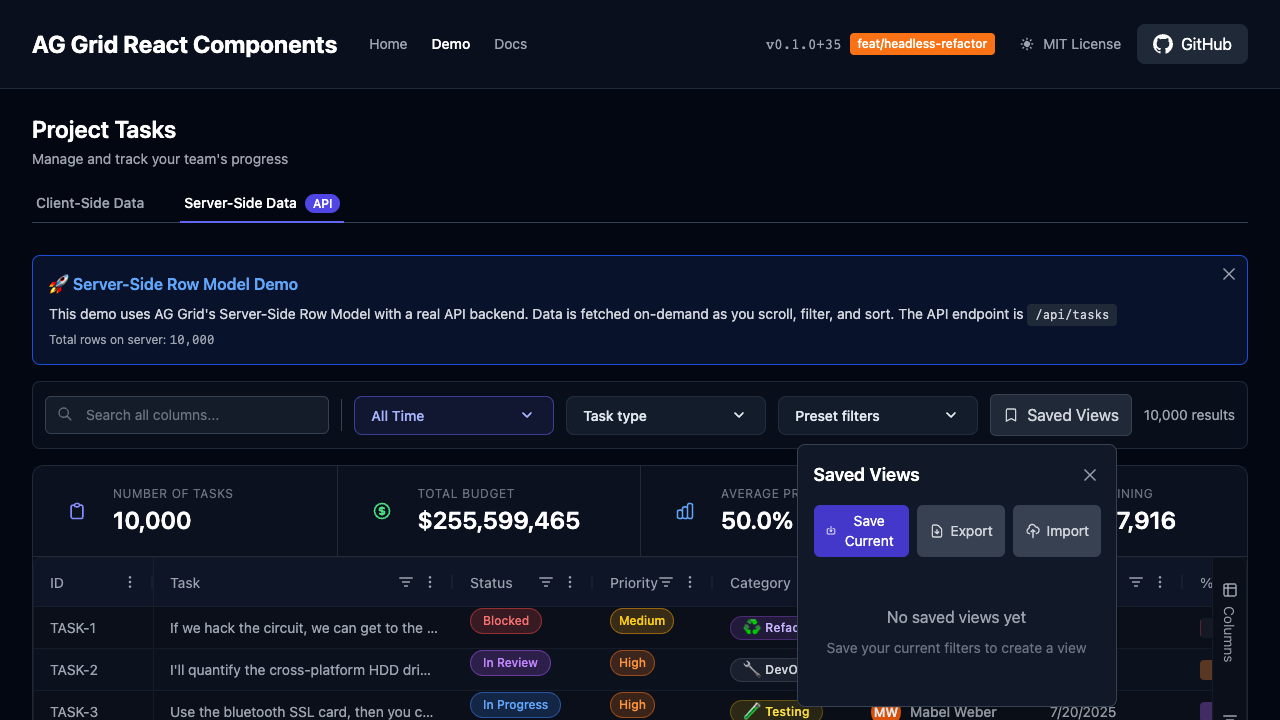 AG Grid React Components
Home Demo Docs
v0.1.0+35 feat/headless-refactor MIT License GitHub
Project Tasks
Manage and track your team's progress
Client-Side Data Server-Side Data API
🚀 Server-Side Row Model Demo
This demo uses AG Grid's Server-Side Row Model with a real API backend. Data is fetched on-demand as you scroll, filter, and sort. The API endpoint is /api/tasks
Total rows on server: 10,000
Search all columns... All Time Task type Preset filters Saved Views 10,000 results
NUMBER OF TASKS
10,000
TOTAL BUDGET
$255,599,465
AVERAGE PR
50.0%
INING
7,916
Saved Views
Save Current
Export
Import
No saved views yet
Save your current filters to create a view
ID Task Status Priority Category %
TASK-1 If we hack the circuit, we can get to the ... Blocked Medium Refac
TASK-2 I'll quantify the cross-platform HDD dri... In Review High DevO
TASK-3 Use the bluetooth SSL card, then you c... In Progress High Testing MW Mabel Weber 7/20/2025
Columns